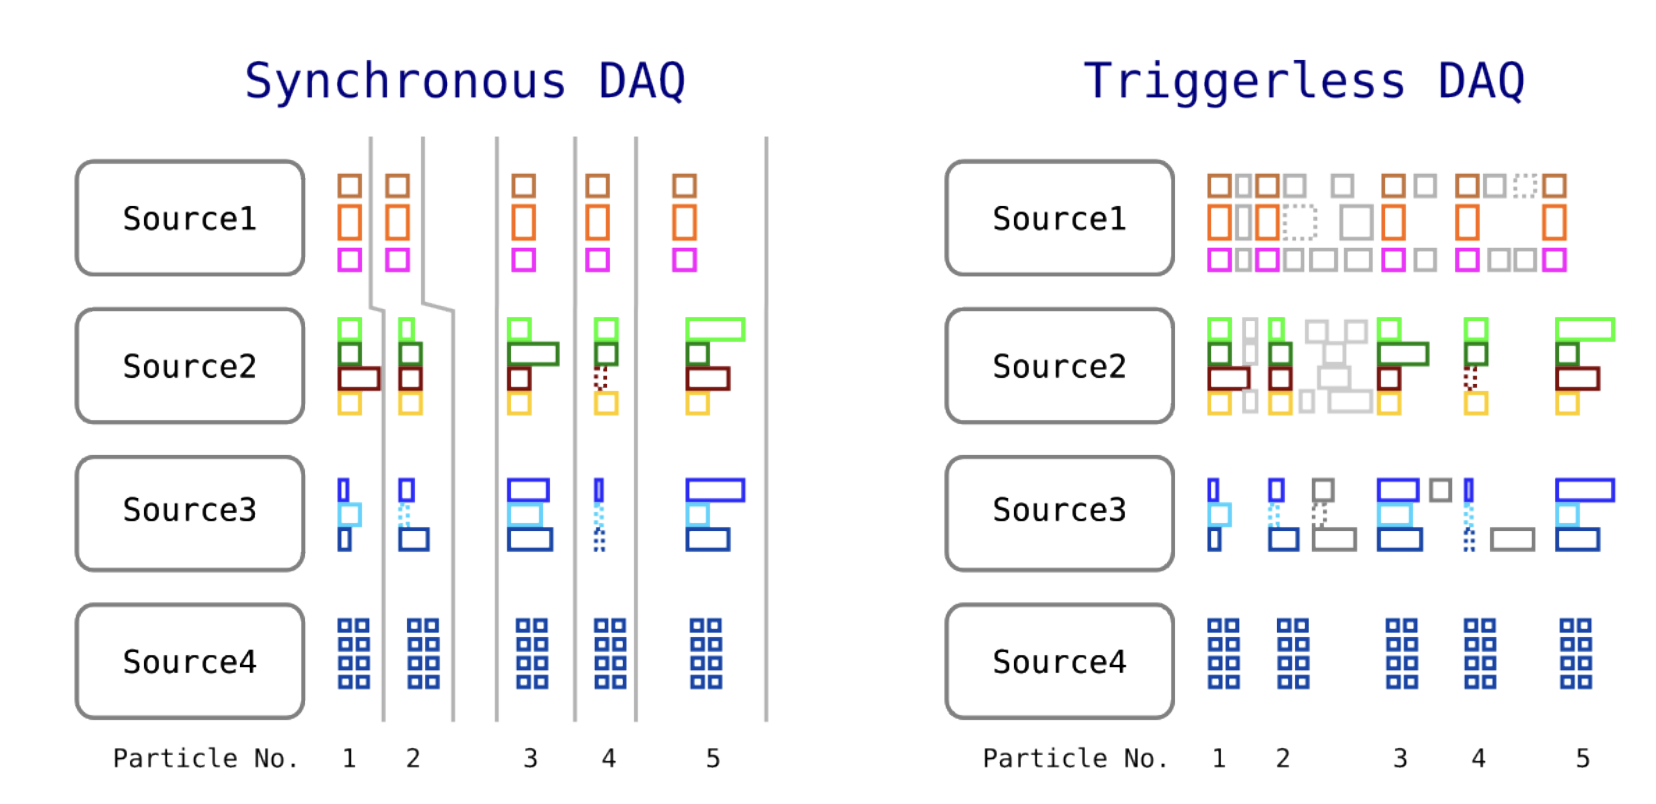 Synchronous DAQ
Source1
Source2
Source3
Source4
Particle No. 1 2 3 4 5
Triggerless DAQ
Source1
Source2
Source3
Source4
Particle No. 1 2 3 4 5